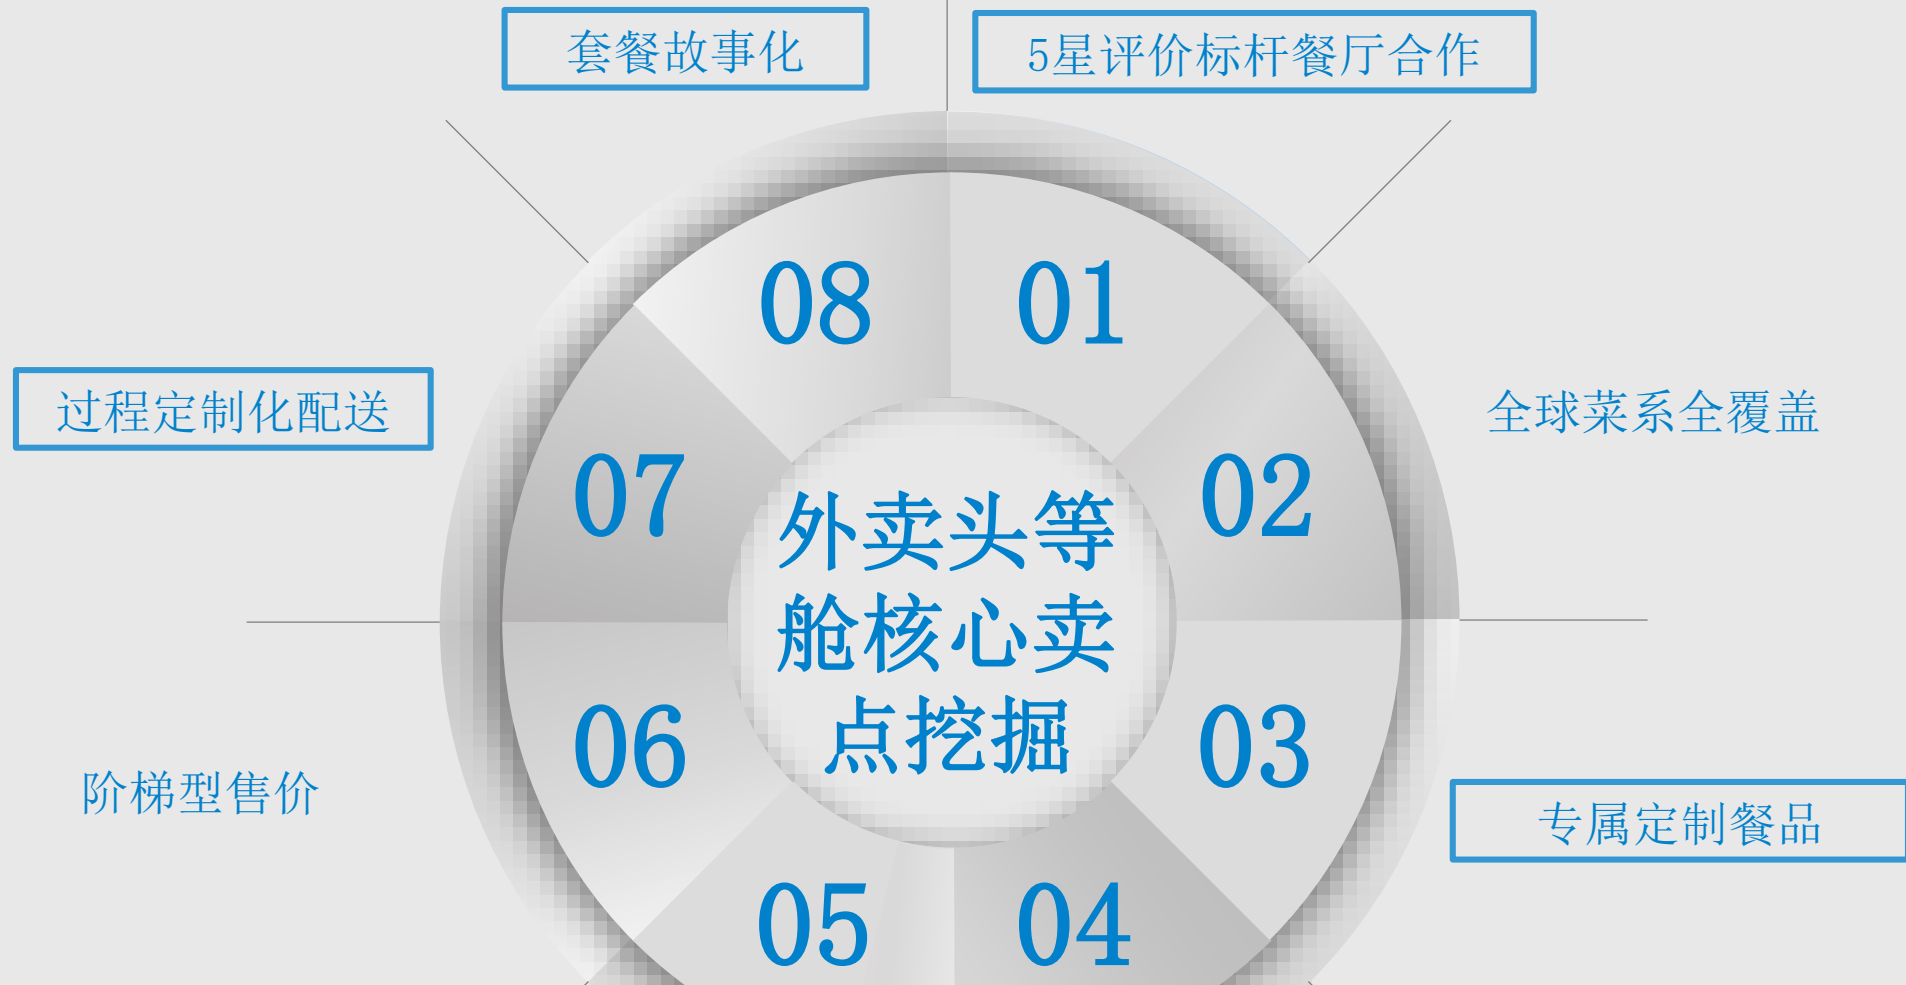 套餐故事化
5星评价标杆餐厅合作
08
01
过程定制化配送
全球菜系全覆盖
07
02
外卖头等
舱核心卖
点挖掘
06
03
阶梯型售价
专属定制餐品
05
04